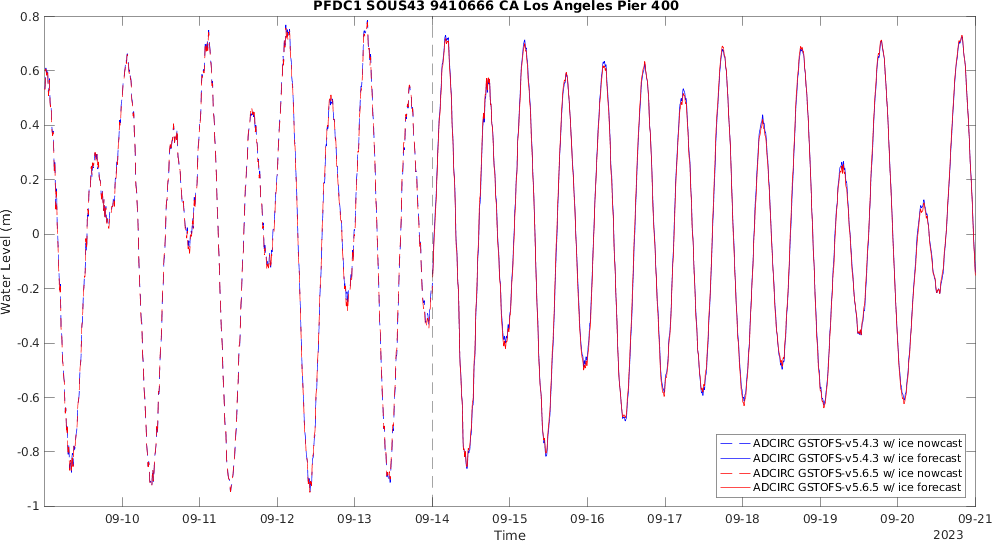 PFDC1 SOUS43 9410666 CA Los Angeles Pier 400
0.8
0.6
0.4
0.2
0
-0.2
-0.4
-0.6
-0.8
-1
Water Level (m)
ADCIRC GSTOFS-v5.4.3 w/ ice nowcast
ADCIRC GSTOFS-v5.4.3 w/ ice forecast
ADCIRC GSTOFS-v5.6.5 w/ ice nowcast
ADCIRC GSTOFS-v5.6.5 w/ ice forecast
09-10 09-11 09-12 09-13 09-14 09-15 09-16 09-17 09-18 09-19 09-20 09-21
Time
2023